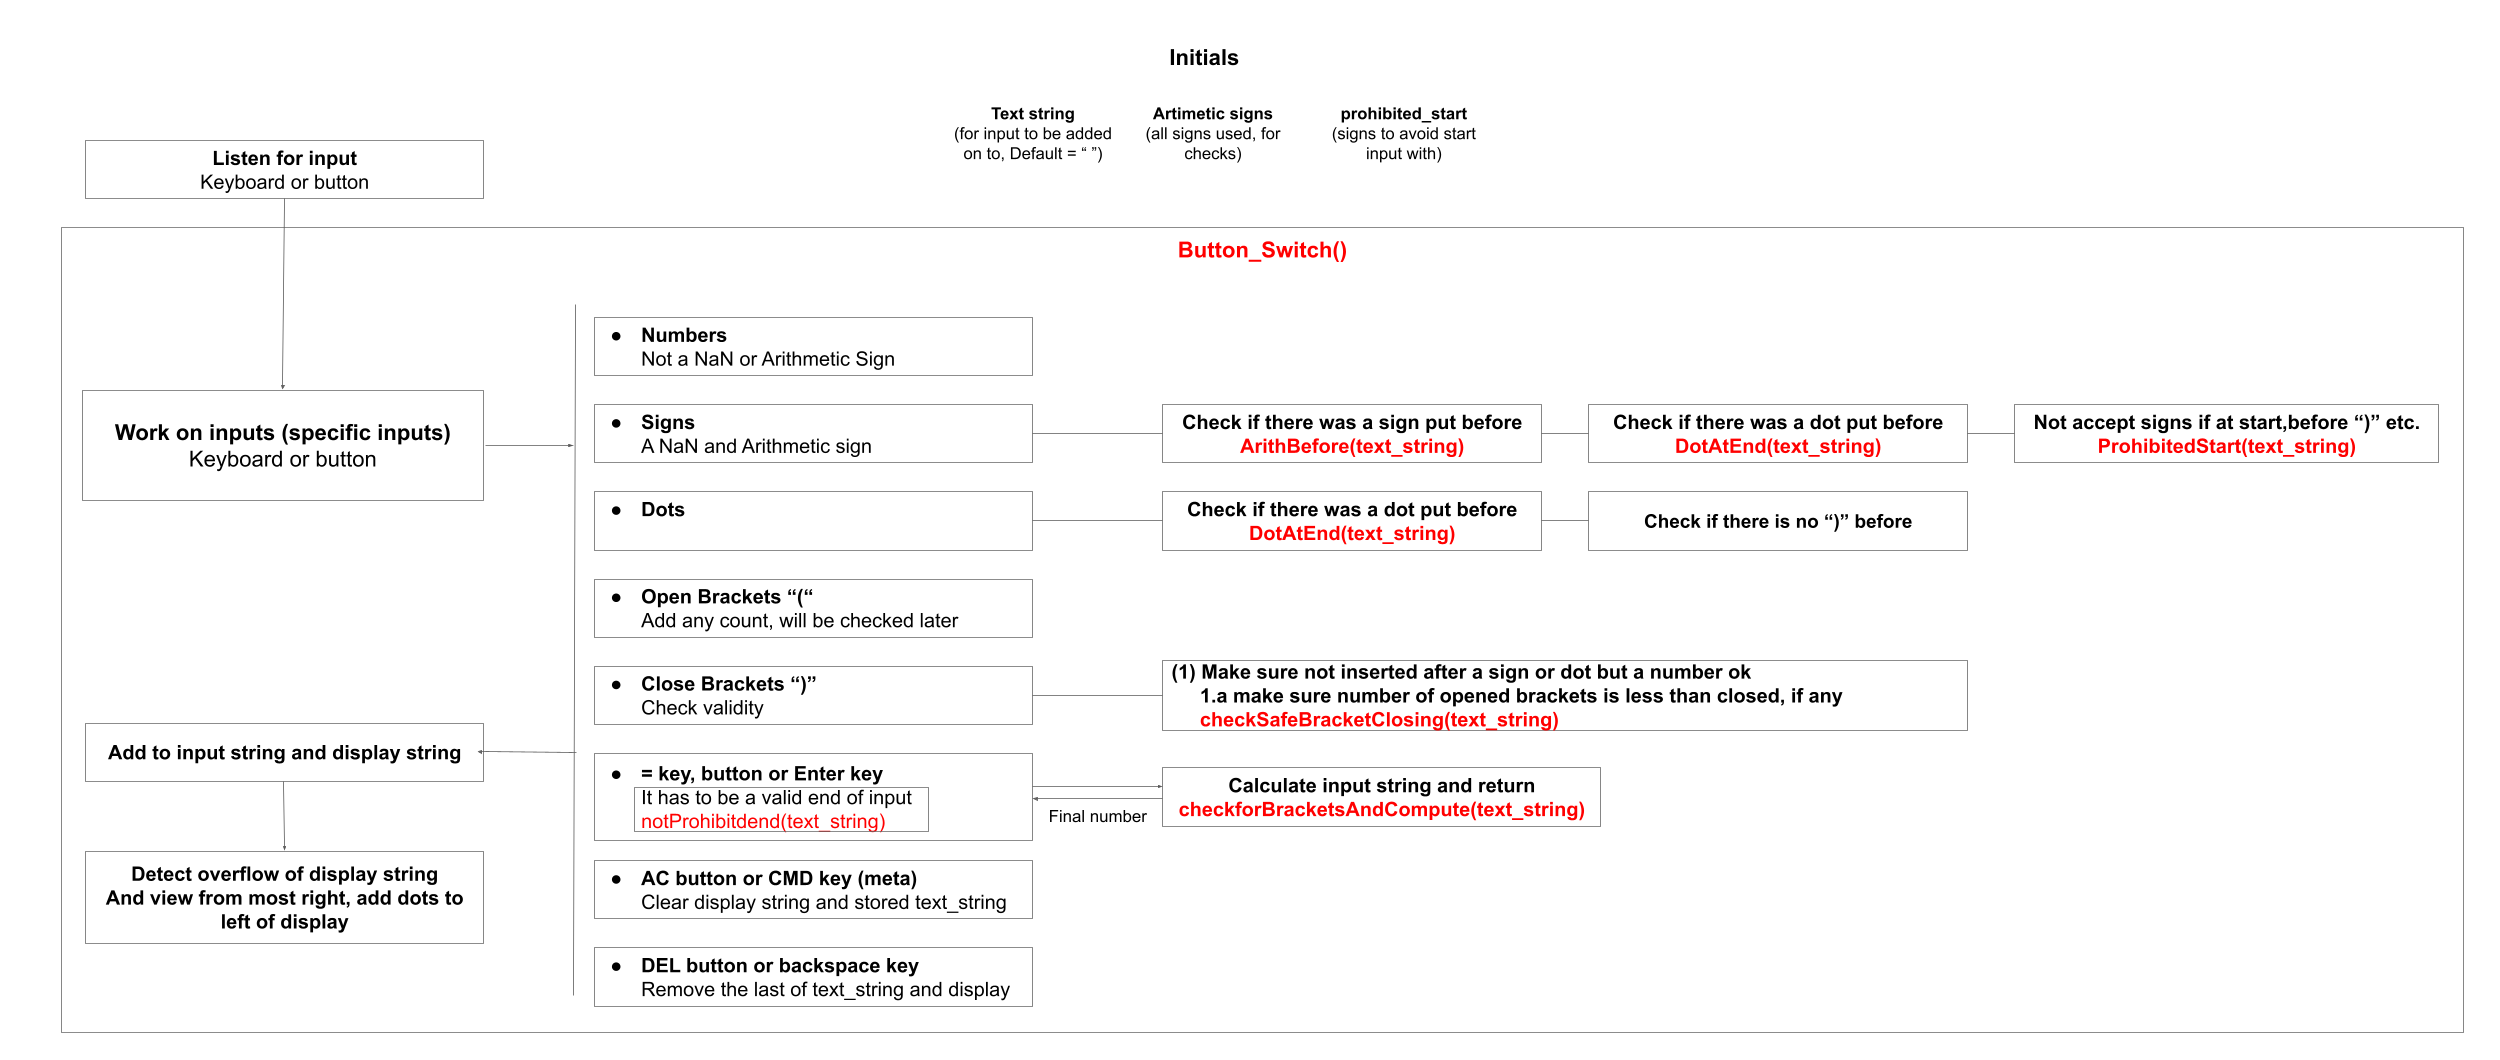 Initials
Text string
(for input to be added
on to, Default = “ ”)
Artimetic signs
(all signs used, for
checks)
prohibited_start
(signs to avoid start
input with)
Listen for input
Keyboard or button
Button_Switch()
Work on inputs (specific inputs)
Keyboard or button
● Numbers
Not a NaN or Arithmetic Sign
● Signs
A NaN and Arithmetic sign
Check if there was a sign put before
ArithBefore(text_string)
Check if there was a dot put before
DotAtEnd(text_string)
Not accept signs if at start,before “)” etc.
ProhibitedStart(text_string)
● Dots
Check if there was a dot put before
DotAtEnd(text_string)
Check if there is no “)” before
● Open Brackets “(“
Add any count, will be checked later
● Close Brackets “)”
Check validity
(1) Make sure not inserted after a sign or dot but a number ok
1.a make sure number of opened brackets is less than closed, if any
checkSafeBracketClosing(text_string)
● = key, button or Enter key
It has to be a valid end of input
notProhibitdend(text_string)
Final number
Calculate input string and return
checkforBracketsAndCompute(text_string)
● AC button or CMD key (meta)
Clear display string and stored text_string
● DEL button or backspace key
Remove the last of text_string and display
Add to input string and display string
Detect overflow of display string
And view from most right, add dots to
left of display